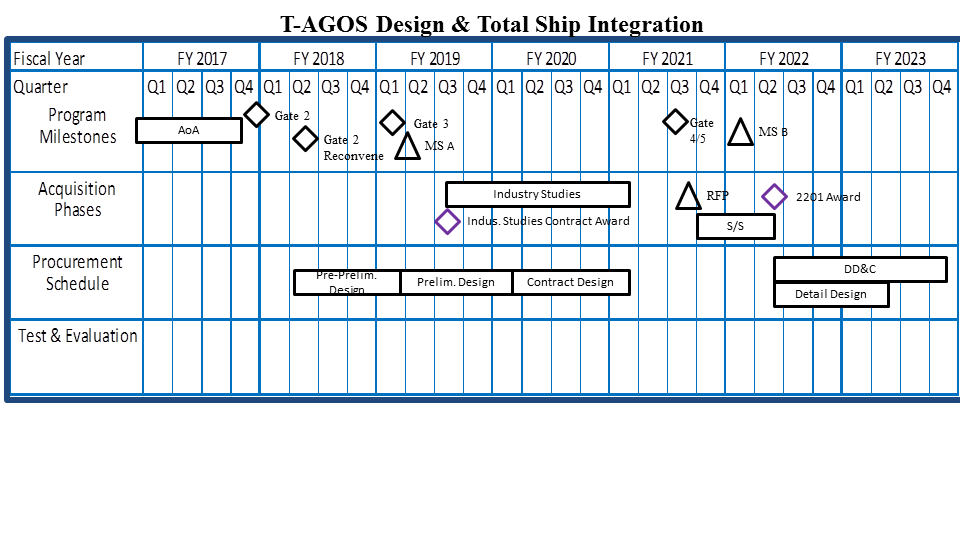 T-AGOS Design & Total Ship Integration
Fiscal Year FY 2017 FY 2018 FY 2019 FY 2020 FY 2021 FY 2022 FY 2023
Quarter Q1 Q2 Q3 Q4 Q1 Q2 Q3 Q4 Q1 Q2 Q3 Q4 Q1 Q2 Q3 Q4 Q1 Q2 Q3 Q4 Q1 Q2 Q3 Q4 Q1 Q2 Q3 Q4
Program
Milestones
AoA
Gate 2
Gate 2
Reconvene
Gate 3
MS A
Gate
4/5
MS B
Acquisition
Phases
Industry Studies
Indus. Studies Contract Award
RFP
2201 Award
S/S
Procurement
Schedule
Pre-Prelim.
Design
Prelim. Design
Contract Design
DD&C
Detail Design
Test & Evaluation